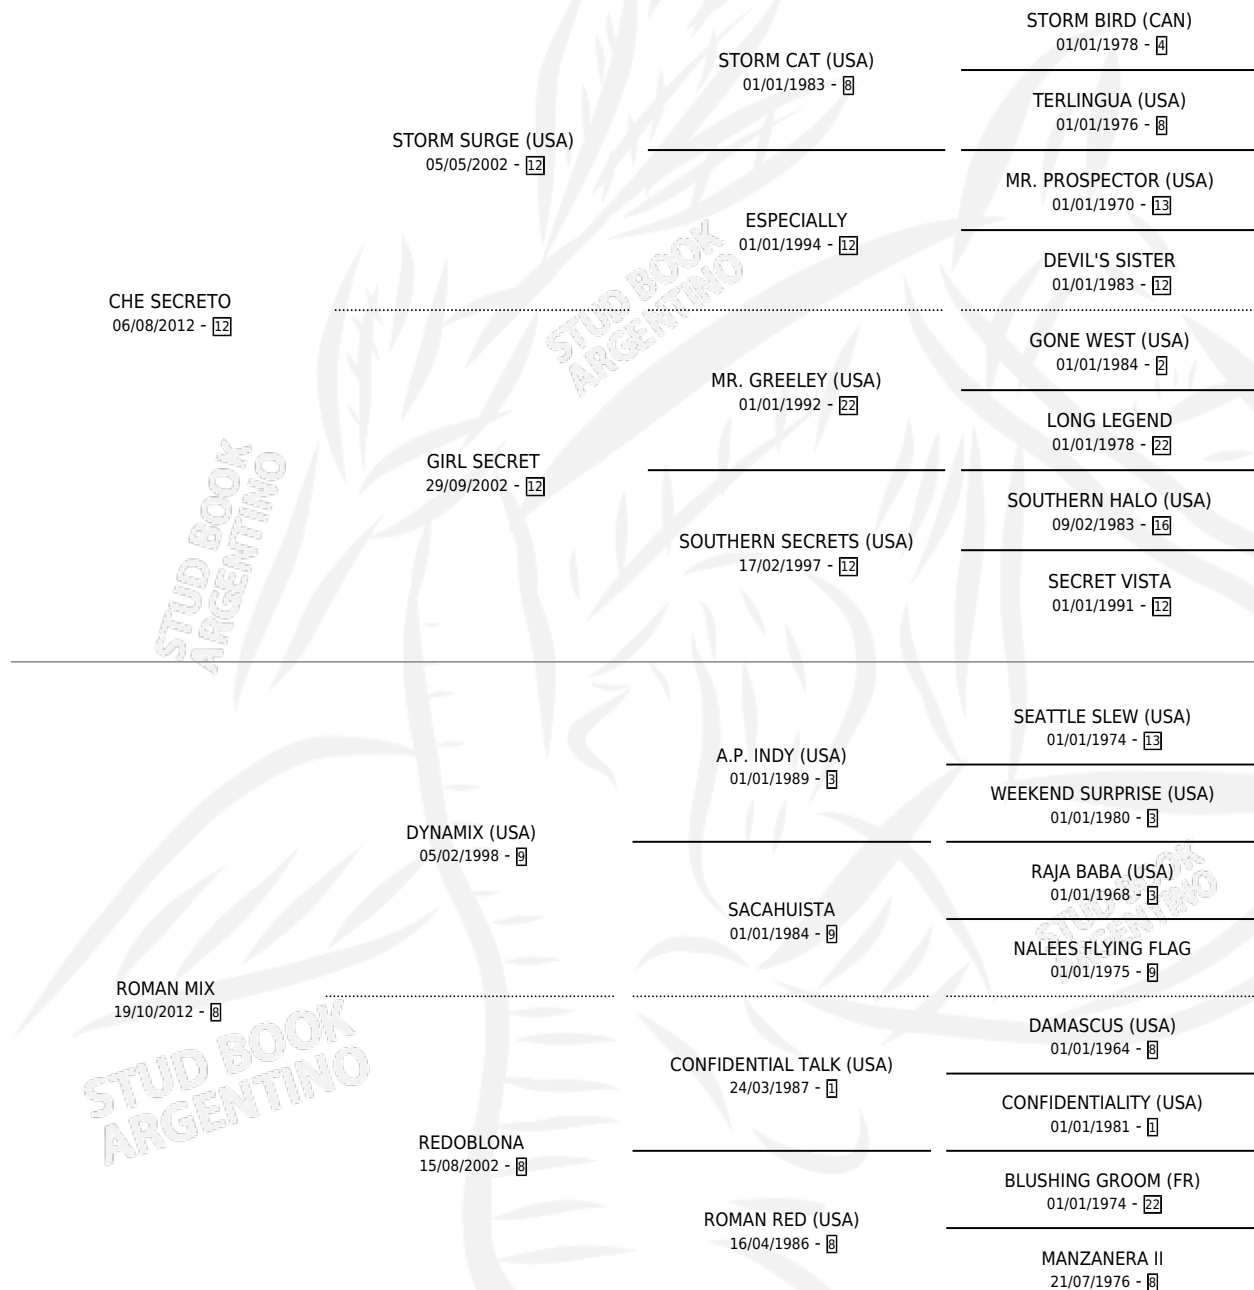 STORM BIRD (CAN)
01/01/1978 - 4
STORM CAT (USA)
01/01/1983 - 8
TERLINGUA (USA)
01/01/1976 - 8
STORM SURGE (USA)
05/05/2002 - 12
MR. PROSPECTOR (USA)
01/01/1970 - 13
ESPECIALLY
01/01/1994 - 12
DEVIL'S SISTER
01/01/1983 - 12
CHE SECRETO
06/08/2012 - 12
GONE WEST (USA)
01/01/1984 - 2
MR. GREELEY (USA)
01/01/1992 - 22
LONG LEGEND
01/01/1978 - 22
GIRL SECRET
29/09/2002 - 12
SOUTHERN HALO (USA)
09/02/1983 - 16
SOUTHERN SECRETS (USA)
17/02/1997 - 12
SECRET VISTA
01/01/1991 - 12
SEATTLE SLEW (USA)
01/01/1974 - 13
A.P. INDY (USA)
01/01/1989 - 3
WEEKEND SURPRISE (USA)
01/01/1980 - 3
DYNAMIX (USA)
05/02/1998 - 9
RAJA BABA (USA)
01/01/1968 - 3
SACAHUISTA
01/01/1984 - 9
NALEES FLYING FLAG
01/01/1975 - 9
ROMAN MIX
19/10/2012 - 8
DAMASCUS (USA)
01/01/1964 - 8
CONFIDENTIAL TALK (USA)
24/03/1987 - 1
CONFIDENTIALITY (USA)
01/01/1981 - 1
REDOBLONA
15/08/2002 - 8
BLUSHING GROOM (FR)
01/01/1974 - 22
ROMAN RED (USA)
16/04/1986 - 8
MANZANERA II
21/07/1976 - 8
STUD BOOK
ARGENTINO
STUD BOOK
ARGENTINO
STUD BOOK
ARGENTINO
STUD BOOK
ARGENTINO